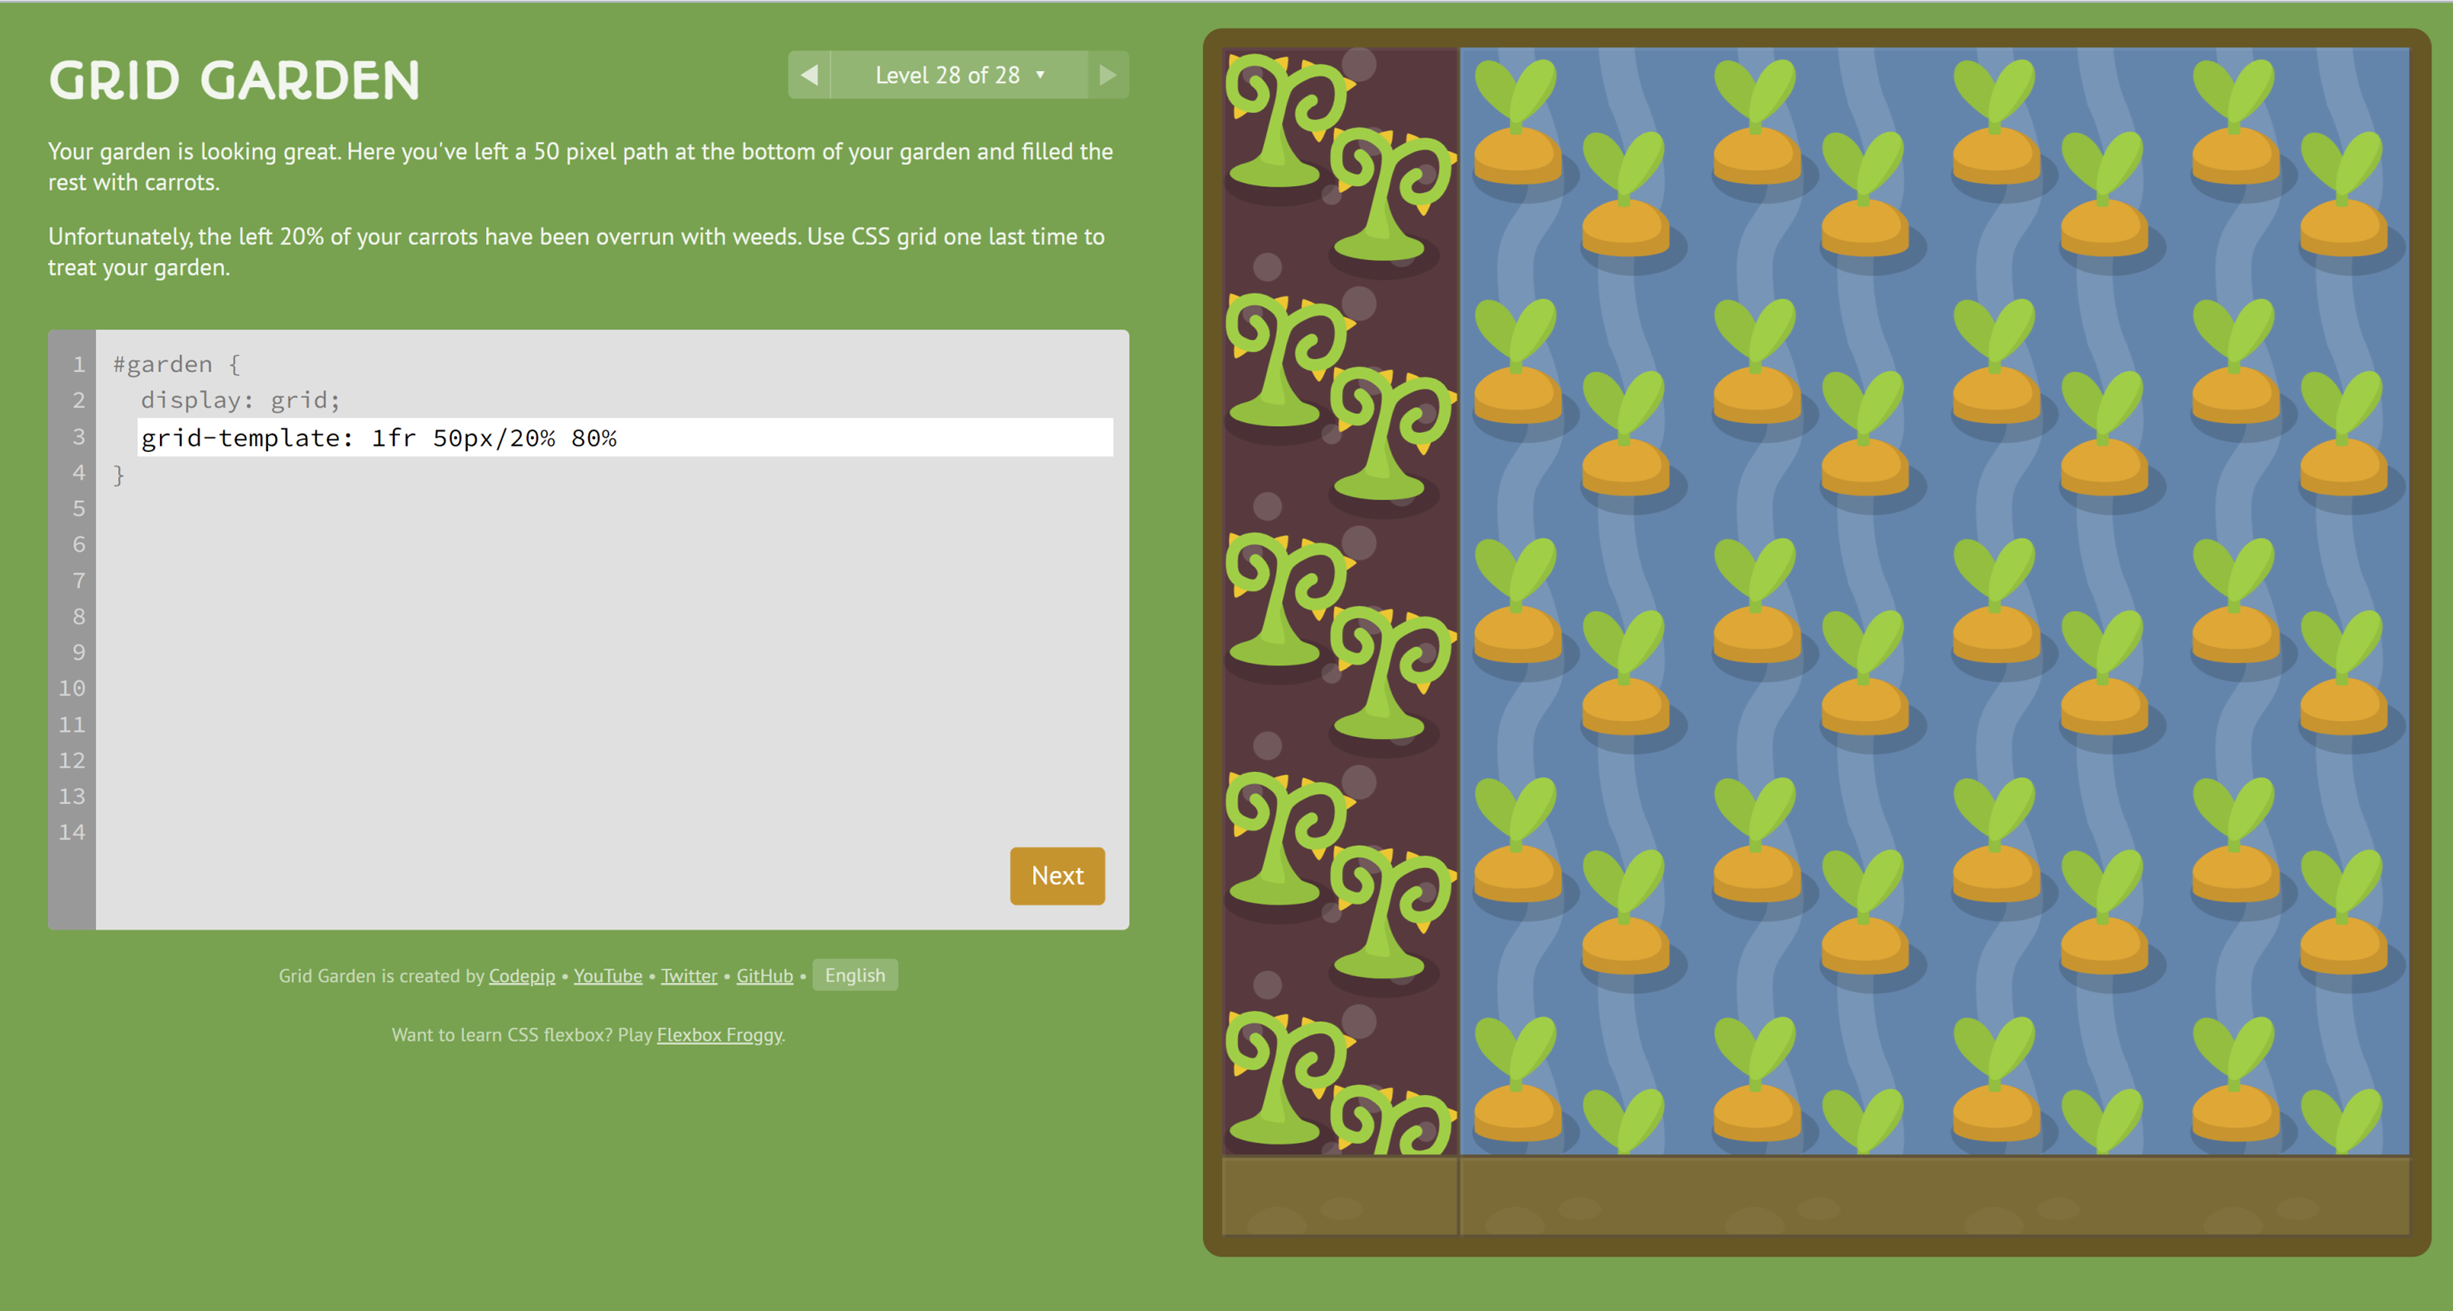 GRID GARDEN
◀ Level 28 of 28 ▼ ▶
Your garden is looking great. Here you've left a 50 pixel path at the bottom of your garden and filled the
rest with carrots.
Unfortunately, the left 20% of your carrots have been overrun with weeds. Use CSS grid one last time to
treat your garden.
1 #garden {
2 display: grid;
3 grid-template: 1fr 50px/20% 80%
4 }
5
6
7
8
9
10
11
12
13
14
Next
Grid Garden is created by Codepip • YouTube • Twitter • GitHub • English
Want to learn CSS flexbox? Play Flexbox Froggy.